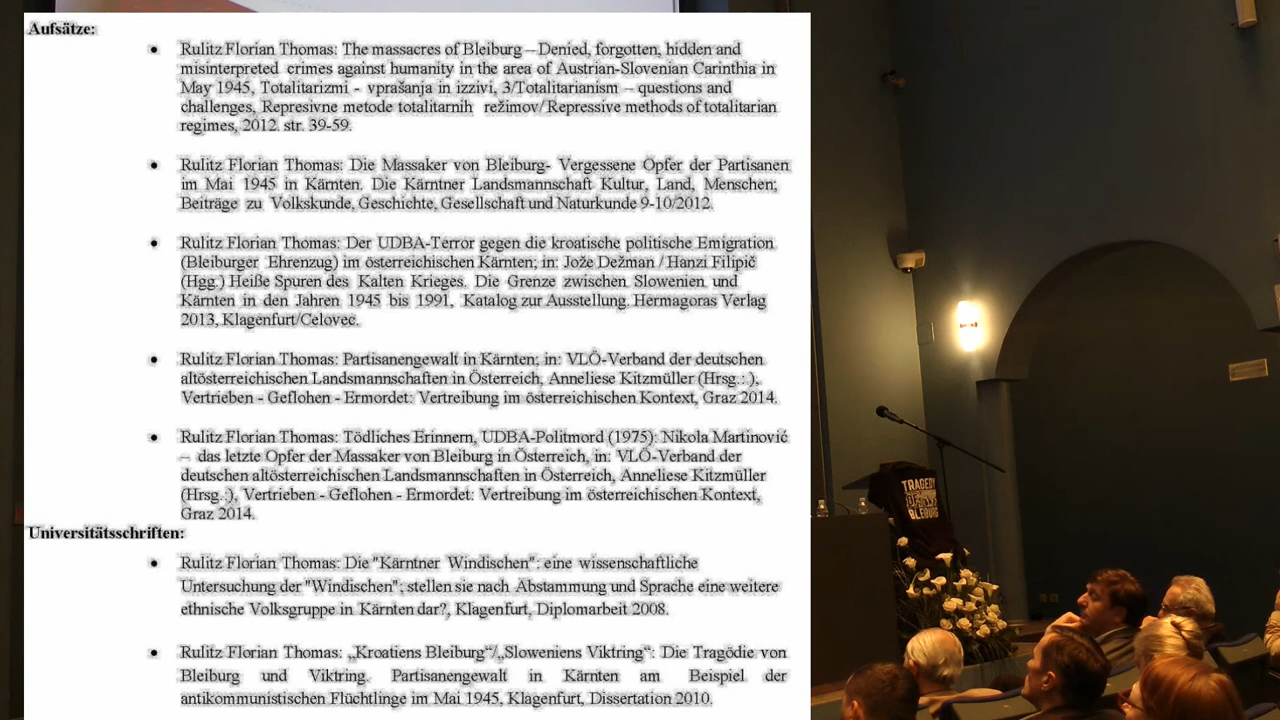 Aufsätze:
• Rulitz Florian Thomas: The massacres of Bleiburg – Denied, forgotten, hidden and
misinterpreted crimes against humanity in the area of Austrian-Slovenian Carinthia in
May 1945, Totalitarizmi - vprašanja in izzivi, 3/Totalitarianism – questions and
challenges, Represivne metode totalitarnih režimov/ Repressive methods of totalitarian
regimes, 2012. str. 39-59.
• Rulitz Florian Thomas: Die Massaker von Bleiburg- Vergessene Opfer der Partisanen
im Mai 1945 in Kärnten. Die Kärntner Landsmannschaft Kultur, Land, Menschen;
Beiträge zu Volkskunde, Geschichte, Gesellschaft und Naturkunde 9-10/2012.
• Rulitz Florian Thomas: Der UDBA-Terror gegen die kroatische politische Emigration
(Bleiburger Ehrenzug) im österreichischen Kärnten; in: Jože Dežman / Hanzi Filipič
(Hgg.) Heiße Spuren des Kalten Krieges. Die Grenze zwischen Slowenien und
Kärnten in den Jahren 1945 bis 1991, Katalog zur Ausstellung. Hermagoras Verlag
2013, Klagenfurt/Celovec.
• Rulitz Florian Thomas: Partisanengewalt in Kärnten; in: VLÖ-Verband der deutschen
altösterreichischen Landsmannschaften in Österreich, Anneliese Kitzmüller (Hrsg.: ),
Vertrieben - Geflohen - Ermordet: Vertreibung im österreichischen Kontext, Graz 2014.
• Rulitz Florian Thomas: Tödliches Erinnern, UDBA-Politmord (1975): Nikola Martinović
– das letzte Opfer der Massaker von Bleiburg in Österreich, in: VLÖ-Verband der
deutschen altösterreichischen Landsmannschaften in Österreich, Anneliese Kitzmüller
(Hrsg. :), Vertrieben - Geflohen - Ermordet: Vertreibung im österreichischen Kontext,
Graz 2014.
Universitätsschriften:
• Rulitz Florian Thomas: Die "Kärntner Windischen": eine wissenschaftliche
Untersuchung der "Windischen"; stellen sie nach Abstammung und Sprache eine weitere
ethnische Volksgruppe in Kärnten dar?, Klagenfurt, Diplomarbeit 2008.
• Rulitz Florian Thomas: „Kroatiens Bleiburg“/„Sloweniens Viktring“: Die Tragödie von
Bleiburg und Viktring. Partisanengewalt in Kärnten am Beispiel der
antikommunistischen Flüchtlinge im Mai 1945, Klagenfurt, Dissertation 2010.
TRAGEDY
OF
BLEIBURG